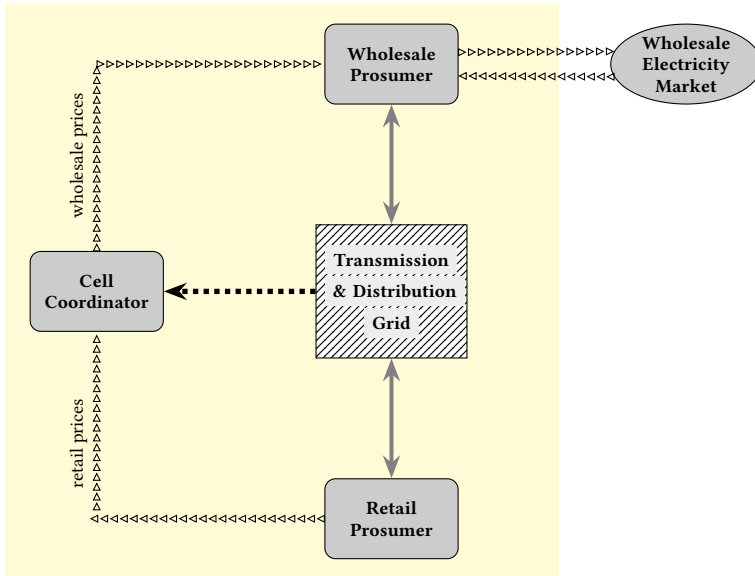 Wholesale
Prosumer
Wholesale
Electricity
Market
wholesale prices
Transmission
& Distribution
Grid
Cell
Coordinator
retail prices
Retail
Prosumer